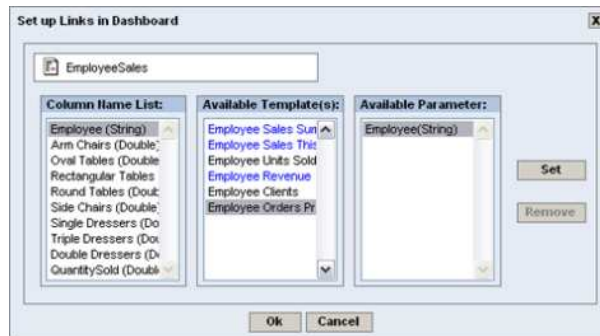 Set up Links in Dashboard
X
EmployeeSales
Column Name List:
Employee (String)
Arm Chairs (Double)
Oval Tables (Double
Rectangular Tables
Round Tables (Doub
Side Chairs (Double)
Single Dressers (Do
Triple Dressers (Dou
Double Dressers (D
QuantitySold (Doubl
Available Template(s):
Employee Sales Sum
Employee Sales This
Employee Units Sold
Employee Revenue
Employee Clients
Employee Orders Pr
Available Parameter:
Employee(String)
Set
Remove
Ok
Cancel